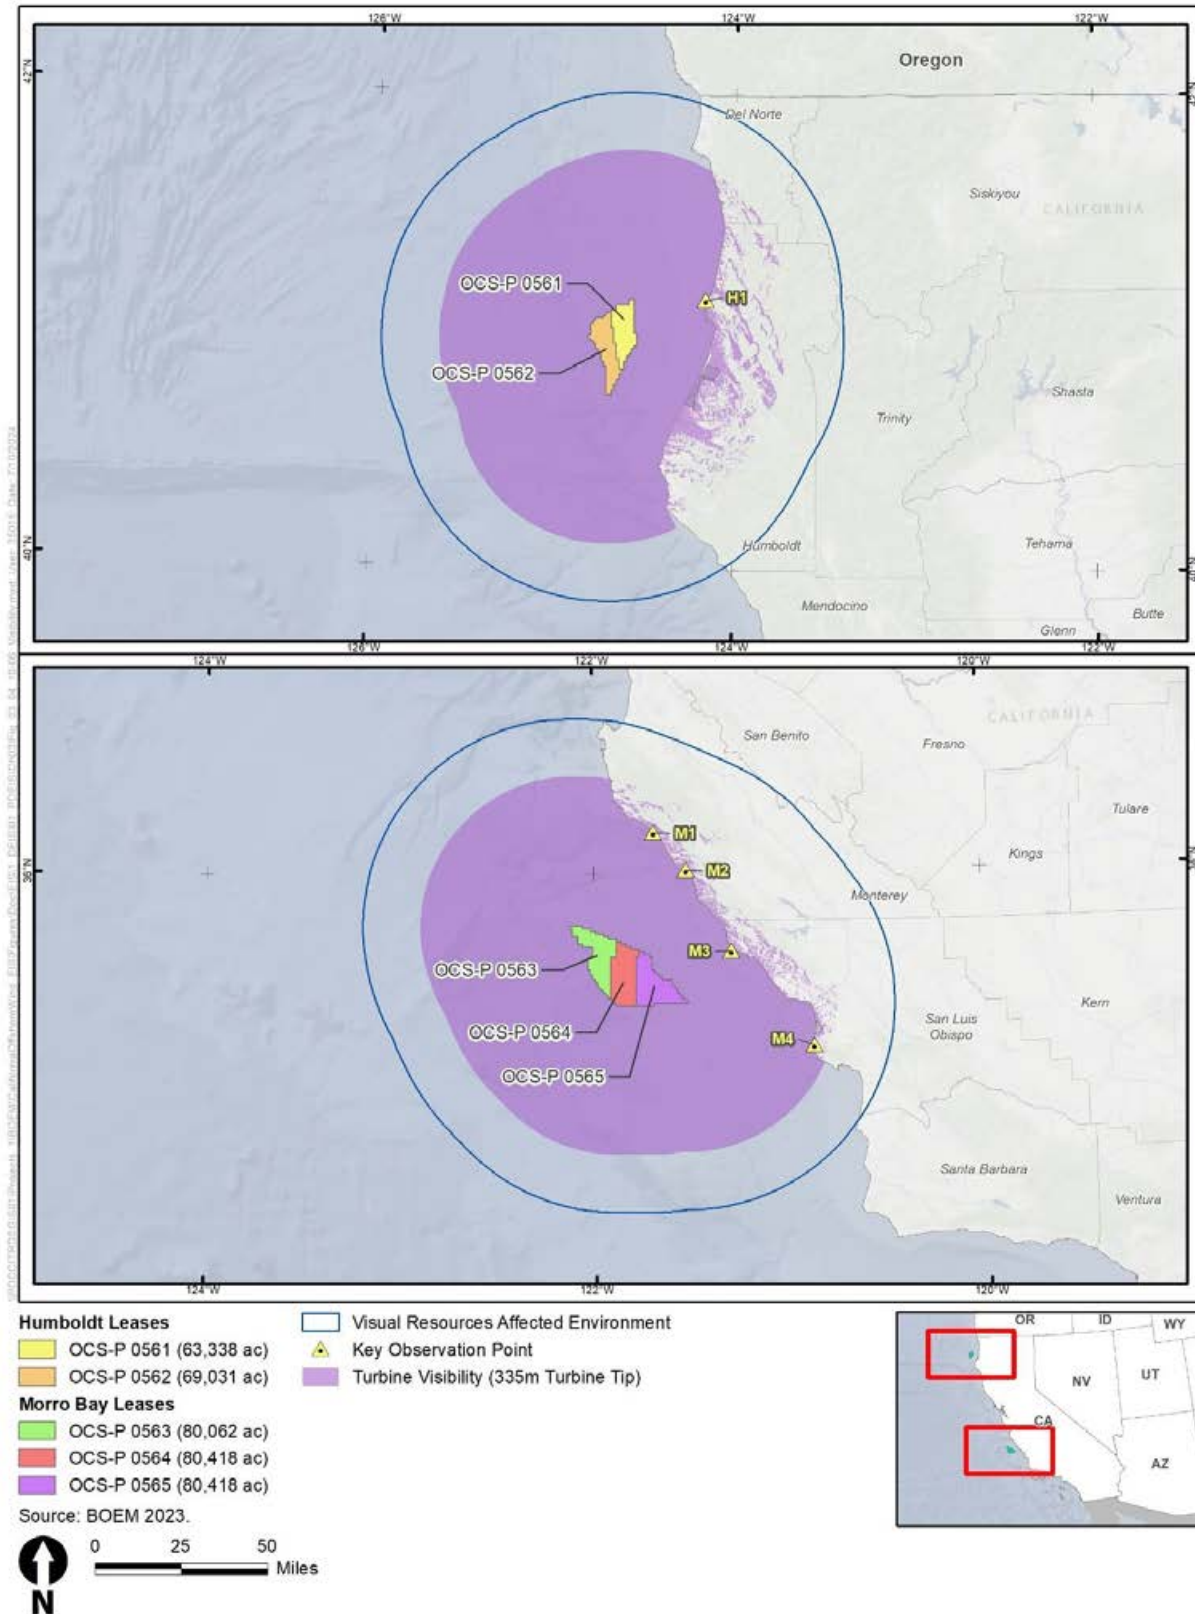 126°W
124°W
122°W
42°N
Oregon
Del Norte
Siskiyou
CALIFORNIA
OCS-P 0561
H1
OCS-P 0562
Shasta
Trinity
40°N
Humboldt
Tehama
40°N
Mendocino
Butte
Glenn
126°W
124°W
122°W
124°W
122°W
120°W
CALIFORNIA
San Benito
Fresno
Tulare
M1
36°N
M2
Kings
Monterey
M3
OCS-P 0563
Kern
San Luis
Obispo
OCS-P 0564
M4
OCS-P 0565
Santa Barbara
Ventura
124°W
122°W
120°W
Humboldt Leases
OCS-P 0561 (63,338 ac)
OCS-P 0562 (69,031 ac)
Morro Bay Leases
OCS-P 0563 (80,062 ac)
OCS-P 0564 (80,418 ac)
OCS-P 0565 (80,418 ac)
Visual Resources Affected Environment
Key Observation Point
Turbine Visibility (335m Turbine Tip)
OR
ID
WY
NV
UT
CA
AZ
Source: BOEM 2023.
0 25 50
Miles
N